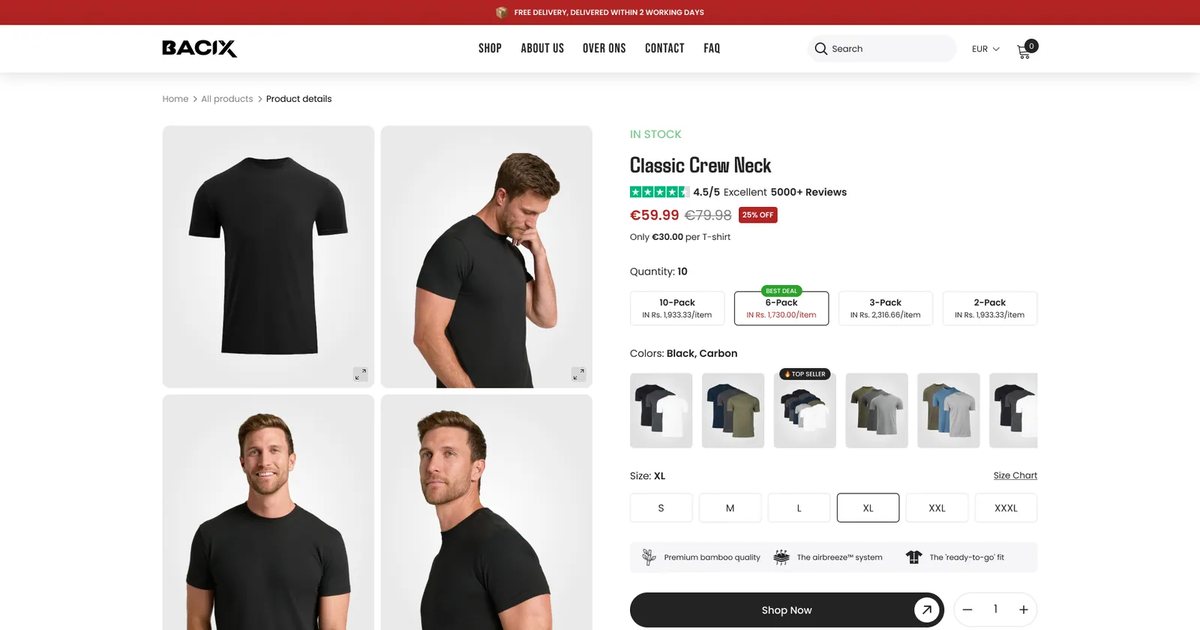 FREE DELIVERY, DELIVERED WITHIN 2 WORKING DAYS
BACIX
SHOP ABOUT US OVER ONS CONTACT FAQ
Search
EUR
0
Home > All products > Product details
IN STOCK
Classic Crew Neck
4.5/5 Excellent 5000+ Reviews
€59.99 €79.98 25% OFF
Only €30.00 per T-shirt
Quantity: 10
BEST DEAL
10-Pack 6-Pack 3-Pack 2-Pack
IN Rs. 1,933.33/item IN Rs. 1,730.00/item IN Rs. 2,316.66/item IN Rs. 1,933.33/item
Colors: Black, Carbon
TOP SELLER
Size: XL Size Chart
S M L XL XXL XXXL
Premium bamboo quality The airbreeze™ system The 'ready-to-go' fit
Shop Now
1